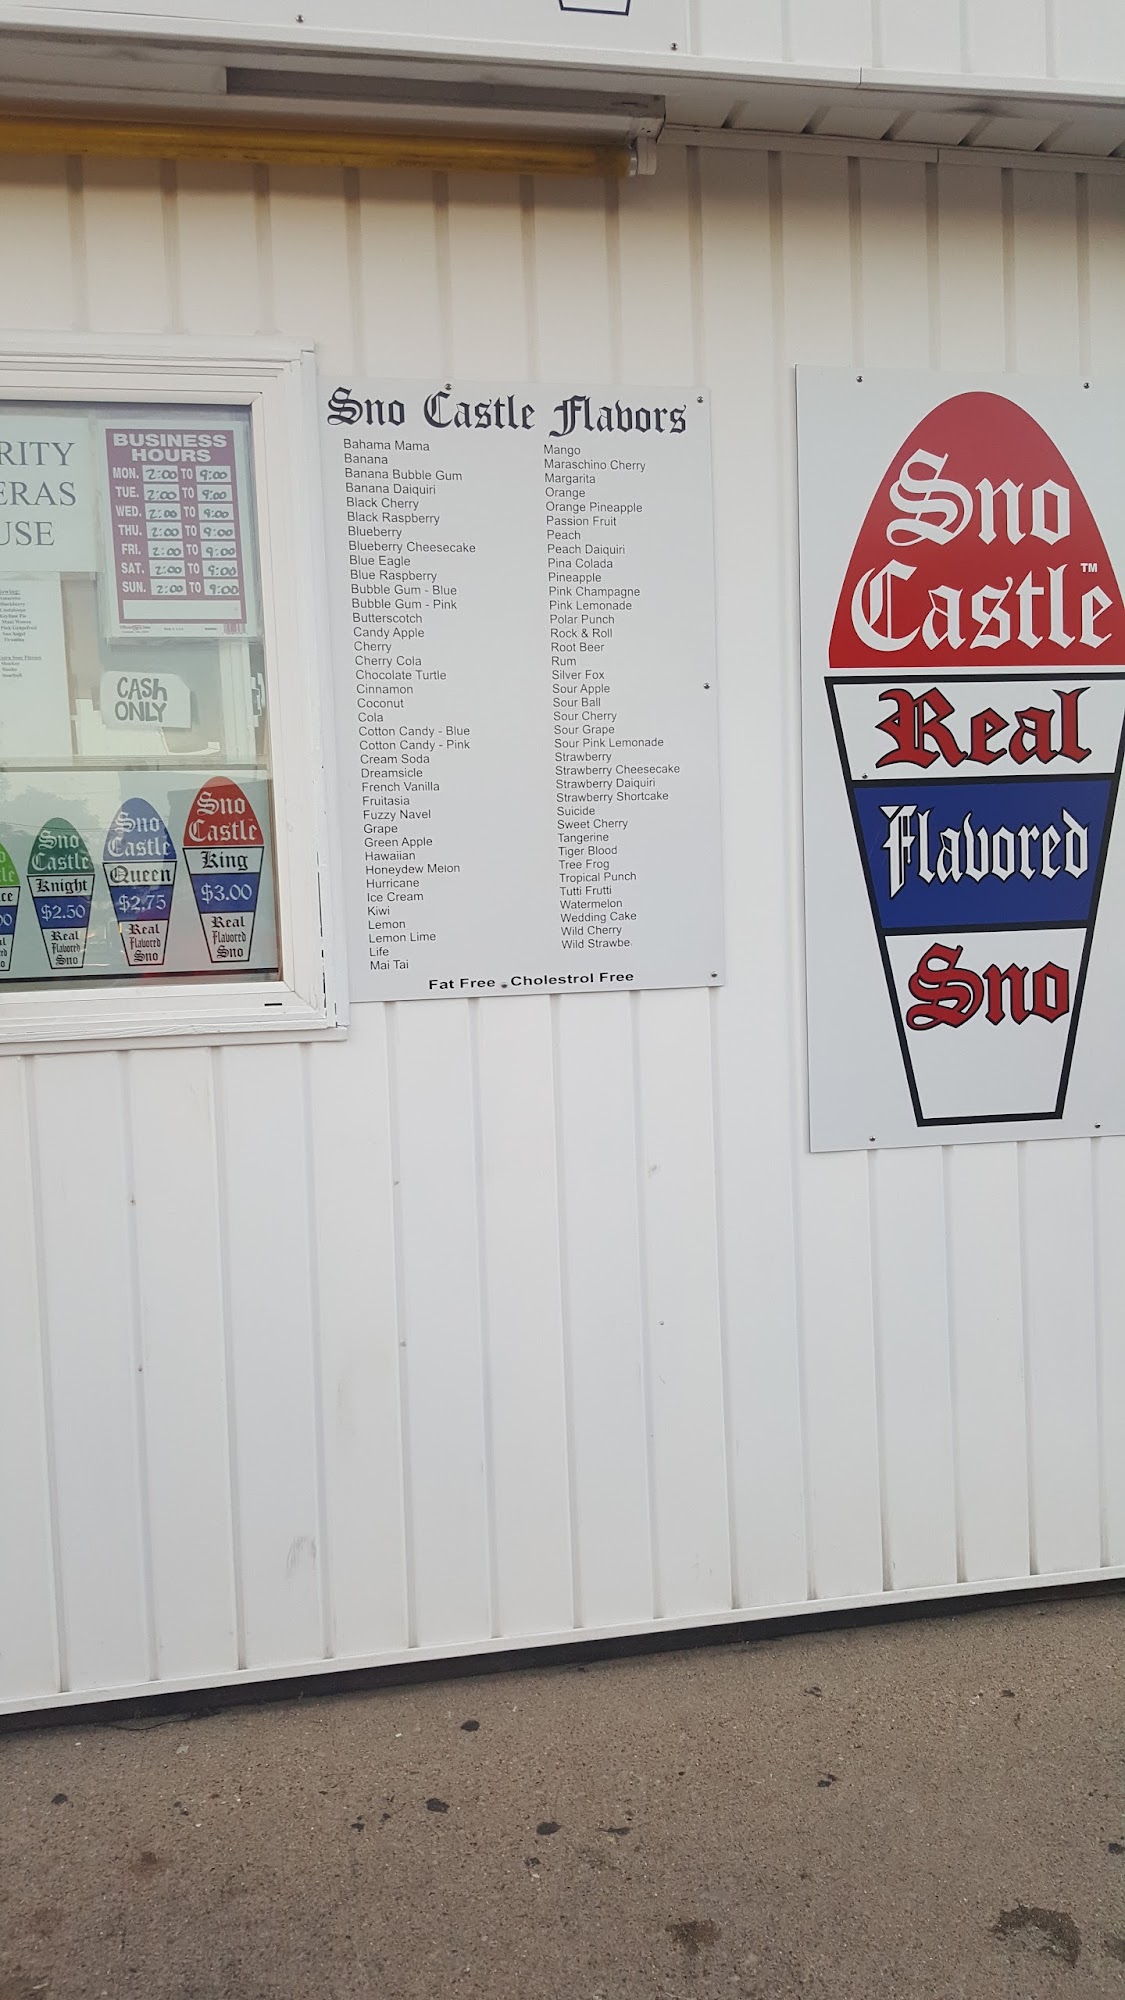 RITY
ERAS
USE
BUSINESS
HOURS
MON. 2:00 TO 9:00
TUE. 2:00 TO 9:00
WED. 2:00 TO 9:00
THU. 2:00 TO 9:00
FRI. 2:00 TO 9:00
SAT. 2:00 TO 9:00
SUN. 2:00 TO 9:00
CASH
ONLY
Sno
Castle
Knight
$2.50
Real
Flavored
Sno
Sno
Castle
Queen
$2.75
Real
Flavored
Sno
Sno
Castle
King
$3.00
Real
Flavored
Sno
Sno Castle Flavors
Bahama Mama
Banana
Banana Bubble Gum
Banana Daiquiri
Black Cherry
Black Raspberry
Blueberry
Blueberry Cheesecake
Blue Eagle
Blue Raspberry
Bubble Gum - Blue
Bubble Gum - Pink
Butterscotch
Candy Apple
Cherry
Cherry Cola
Chocolate Turtle
Cinnamon
Coconut
Cola
Cotton Candy - Blue
Cotton Candy - Pink
Cream Soda
Dreamsicle
French Vanilla
Fruitasia
Fuzzy Navel
Grape
Green Apple
Hawaiian
Honeydew Melon
Hurricane
Ice Cream
Kiwi
Lemon
Lemon Lime
Life
Mai Tai
Mango
Maraschino Cherry
Margarita
Orange
Orange Pineapple
Passion Fruit
Peach
Peach Daiquiri
Pina Colada
Pineapple
Pink Champagne
Pink Lemonade
Polar Punch
Rock & Roll
Root Beer
Rum
Silver Fox
Sour Apple
Sour Ball
Sour Cherry
Sour Grape
Sour Pink Lemonade
Strawberry
Strawberry Cheesecake
Strawberry Daiquiri
Strawberry Shortcake
Suicide
Sweet Cherry
Tangerine
Tiger Blood
Tree Frog
Tropical Punch
Tutti Frutti
Watermelon
Wedding Cake
Wild Cherry
Wild Strawbe
Fat Free . Cholestrol Free
Sno
Castle™
Real
Flavored
Sno